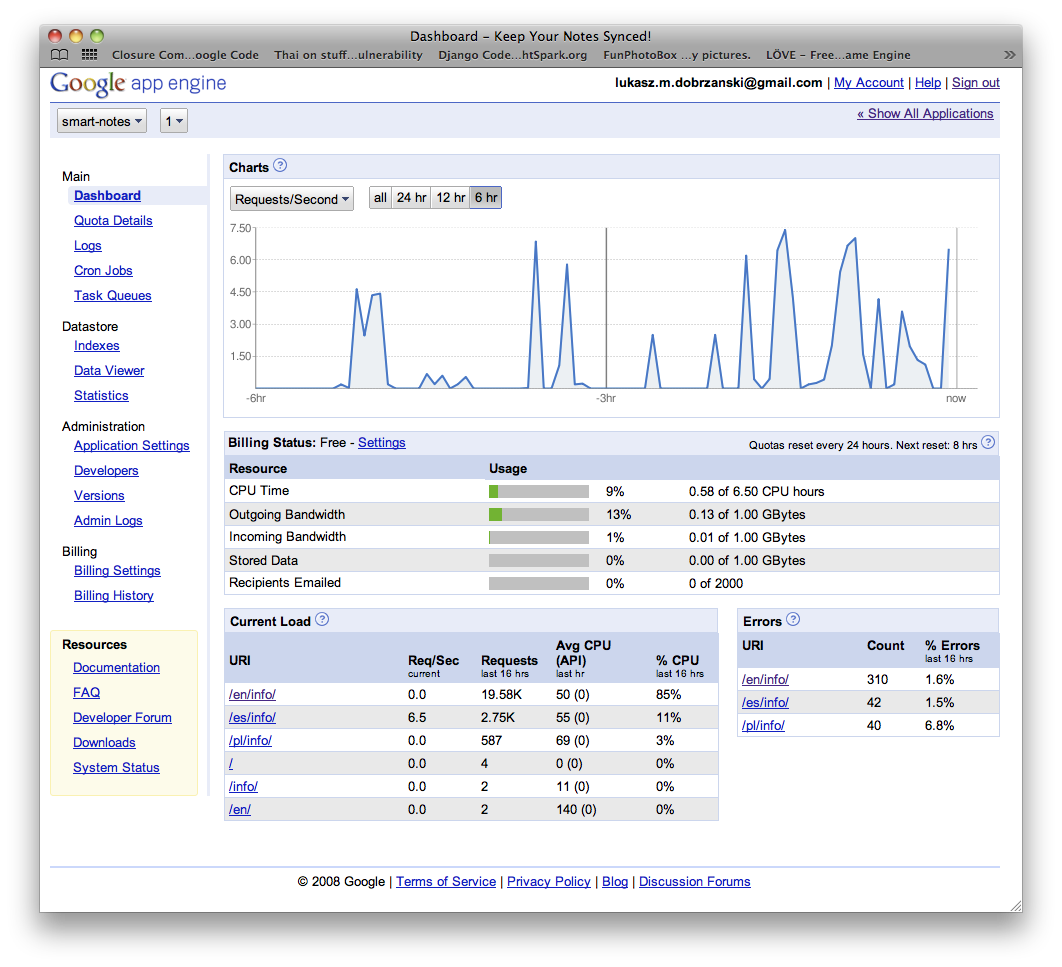 Dashboard – Keep Your Notes Synced!
Closure Com...oogle Code Thai on stuff...ulnerability Django Code...htSpark.org FunPhotoBox ...y pictures. LÖVE – Free...ame Engine »
Google app engine
lukasz.m.dobrzanski@gmail.com | My Account | Help | Sign out
smart-notes 1
« Show All Applications
Main
Dashboard
Quota Details
Logs
Cron Jobs
Task Queues
Datastore
Indexes
Data Viewer
Statistics
Administration
Application Settings
Developers
Versions
Admin Logs
Billing
Billing Settings
Billing History
Resources
Documentation
FAQ
Developer Forum
Downloads
System Status
Charts ?
Requests/Second all 24 hr 12 hr 6 hr
7.50
6.00
4.50
3.00
1.50
-6hr -3hr now
Billing Status: Free - Settings
Quotas reset every 24 hours. Next reset: 8 hrs ?
Resource Usage
CPU Time 9% 0.58 of 6.50 CPU hours
Outgoing Bandwidth 13% 0.13 of 1.00 GBytes
Incoming Bandwidth 1% 0.01 of 1.00 GBytes
Stored Data 0% 0.00 of 1.00 GBytes
Recipients Emailed 0% 0 of 2000
Current Load ?
URI Req/Sec current Requests last 16 hrs Avg CPU (API) last hr % CPU last 16 hrs
/en/info/ 0.0 19.58K 50 (0) 85%
/es/info/ 6.5 2.75K 55 (0) 11%
/pl/info/ 0.0 587 69 (0) 3%
/ 0.0 4 0 (0) 0%
/info/ 0.0 2 11 (0) 0%
/en/ 0.0 2 140 (0) 0%
Errors ?
URI Count % Errors last 16 hrs
/en/info/ 310 1.6%
/es/info/ 42 1.5%
/pl/info/ 40 6.8%
© 2008 Google | Terms of Service | Privacy Policy | Blog | Discussion Forums